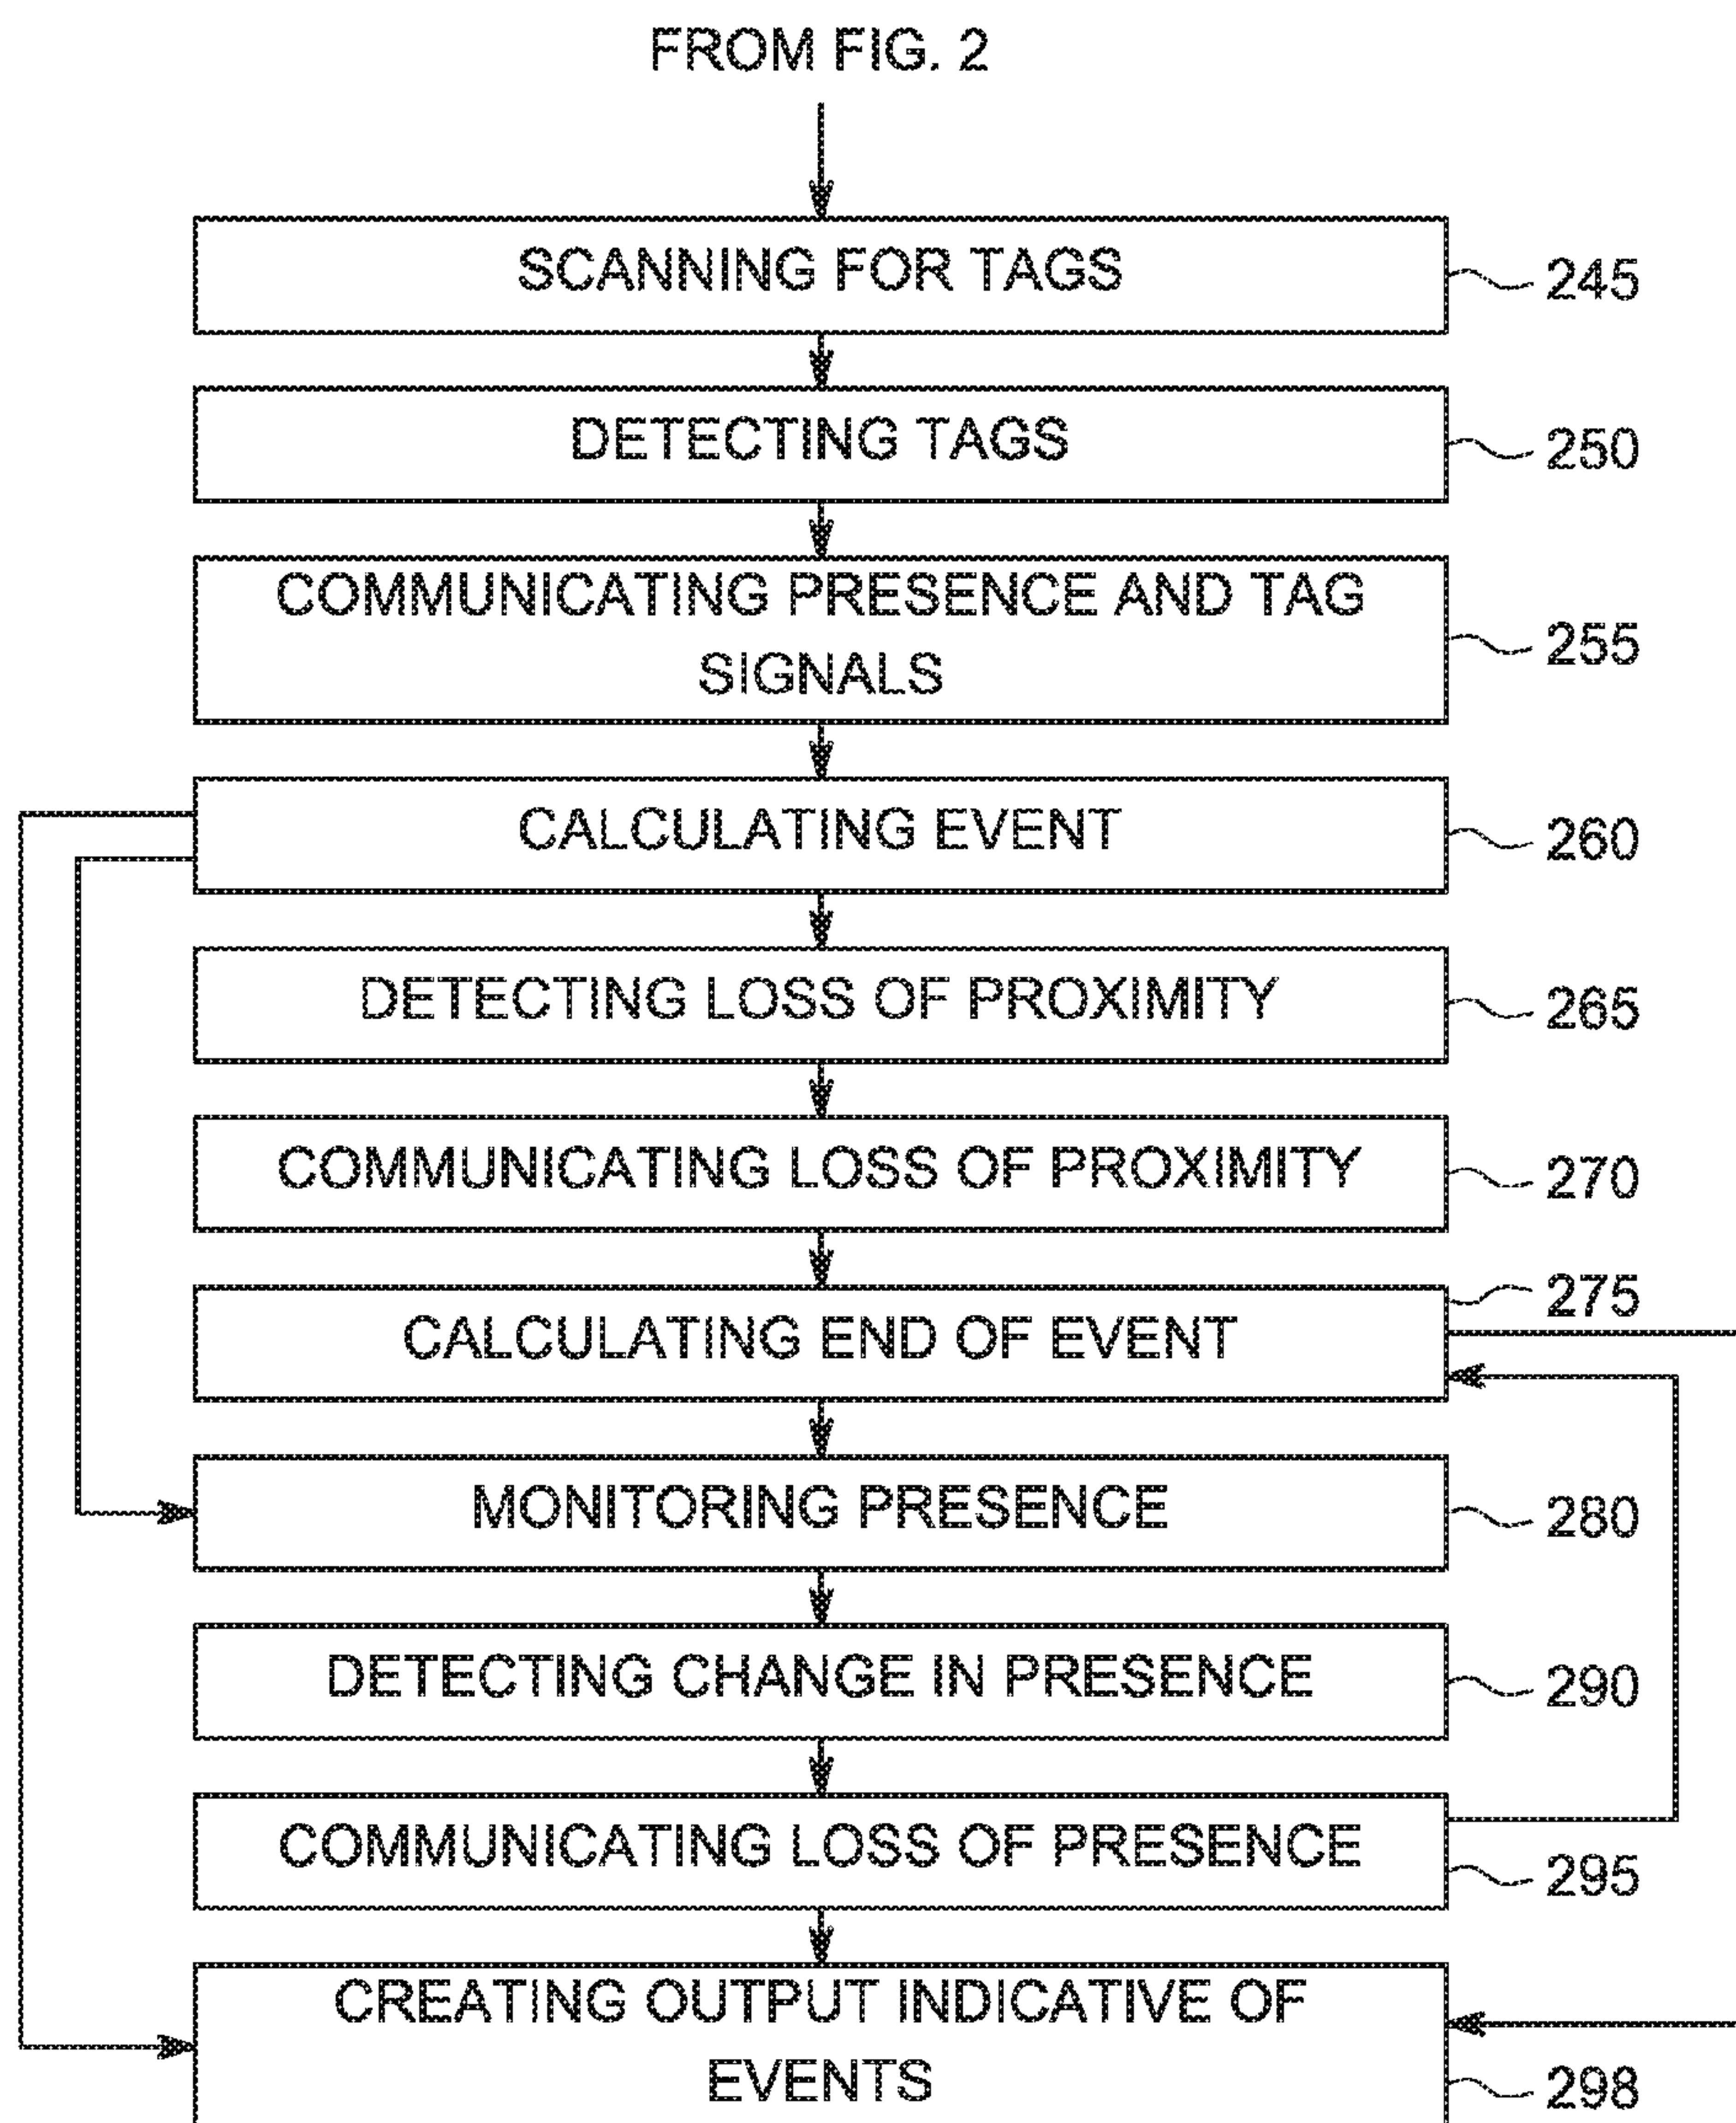 FROM FIG. 2
SCANNING FOR TAGS
245
DETECTING TAGS
250
COMMUNICATING PRESENCE AND TAG
SIGNALS
255
CALCULATING EVENT
260
DETECTING LOSS OF PROXIMITY
265
COMMUNICATING LOSS OF PROXIMITY
270
CALCULATING END OF EVENT
275
MONITORING PRESENCE
280
DETECTING CHANGE IN PRESENCE
290
COMMUNICATING LOSS OF PRESENCE
295
CREATING OUTPUT INDICATIVE OF
EVENTS
298